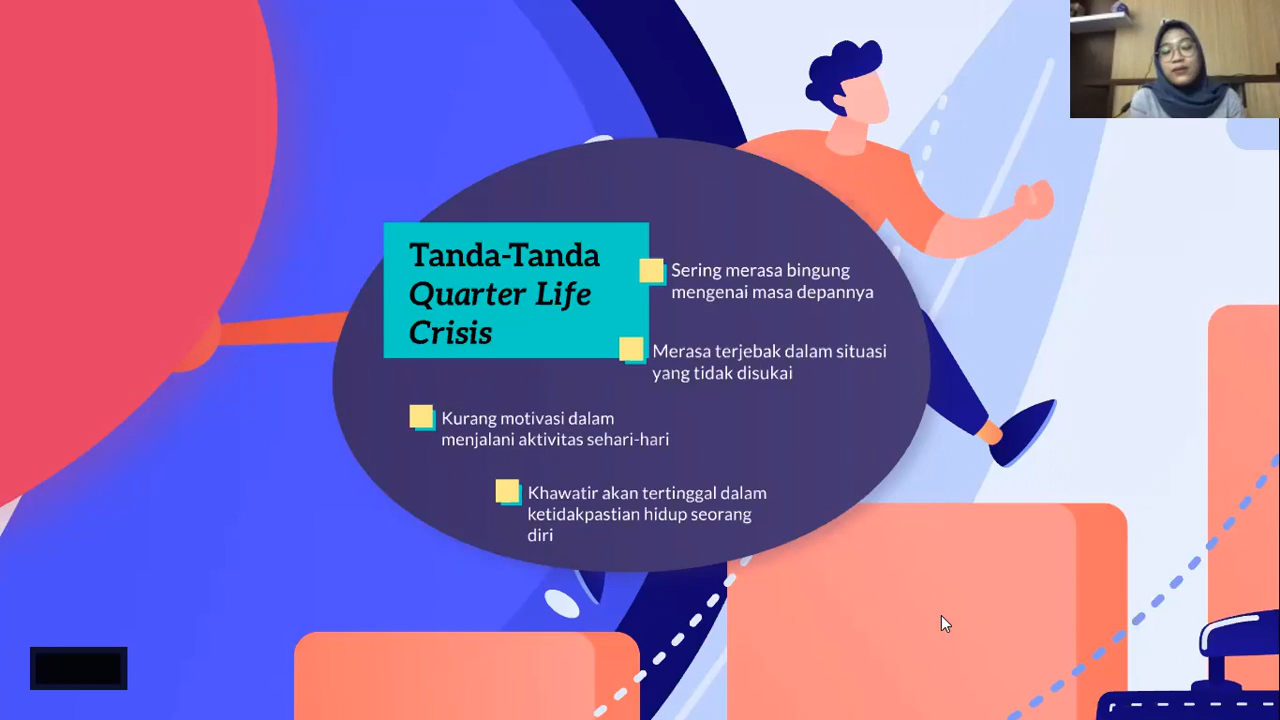 Tanda-Tanda
Quarter Life
Crisis
Sering merasa bingung
mengenai masa depannya
Merasa terjebak dalam situasi
yang tidak disukai
Kurang motivasi dalam
menjalani aktivitas sehari-hari
Khawatir akan tertinggal dalam
ketidakpastian hidup seorang
diri